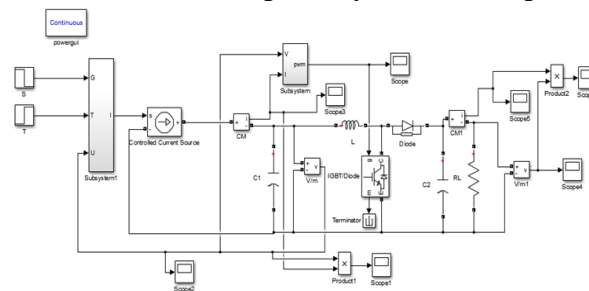 Continuous
powergui
S
T
G
T
U
I
Subsystem1
s
Controlled Current Source
CM
i
V
I
pwm
Subsystem
Scope
Scope3
L
Diode
CM1
i
Scope5
Product2
Scope
C1
V/m
v
IGBT/Diode
C2
RL
V/m1
v
Scope4
Terminator
Scope2
Product1
Scope1